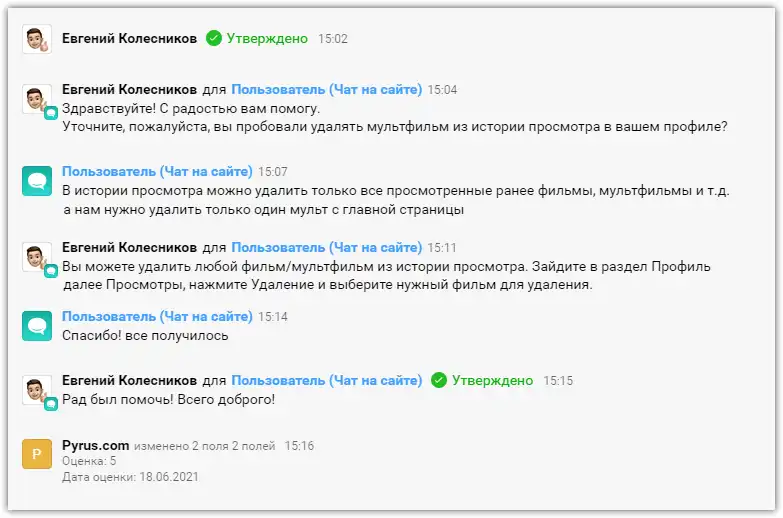 Евгений Колесников Утверждено 15:02
Евгений Колесников для Пользователь (Чат на сайте) 15:04
Здравствуйте! С радостью вам помогу.
Уточните, пожалуйста, вы пробовали удалять мультфильм из истории просмотра в вашем профиле?
Пользователь (Чат на сайте) 15:07
В истории просмотра можно удалить только все просмотренные ранее фильмы, мультфильмы и т.д.
а нам нужно удалить только один мульт с главной страницы
Евгений Колесников для Пользователь (Чат на сайте) 15:11
Вы можете удалить любой фильм/мультфильм из истории просмотра. Зайдите в раздел Профиль
далее Просмотры, нажмите Удаление и выберите нужный фильм для удаления.
Пользователь (Чат на сайте) 15:14
Спасибо! все получилось
Евгений Колесников для Пользователь (Чат на сайте) Утверждено 15:15
Рад был помочь! Всего доброго!
P
Pyrus.com изменено 2 поля 2 полей 15:16
Оценка: 5
Дата оценки: 18.06.2021